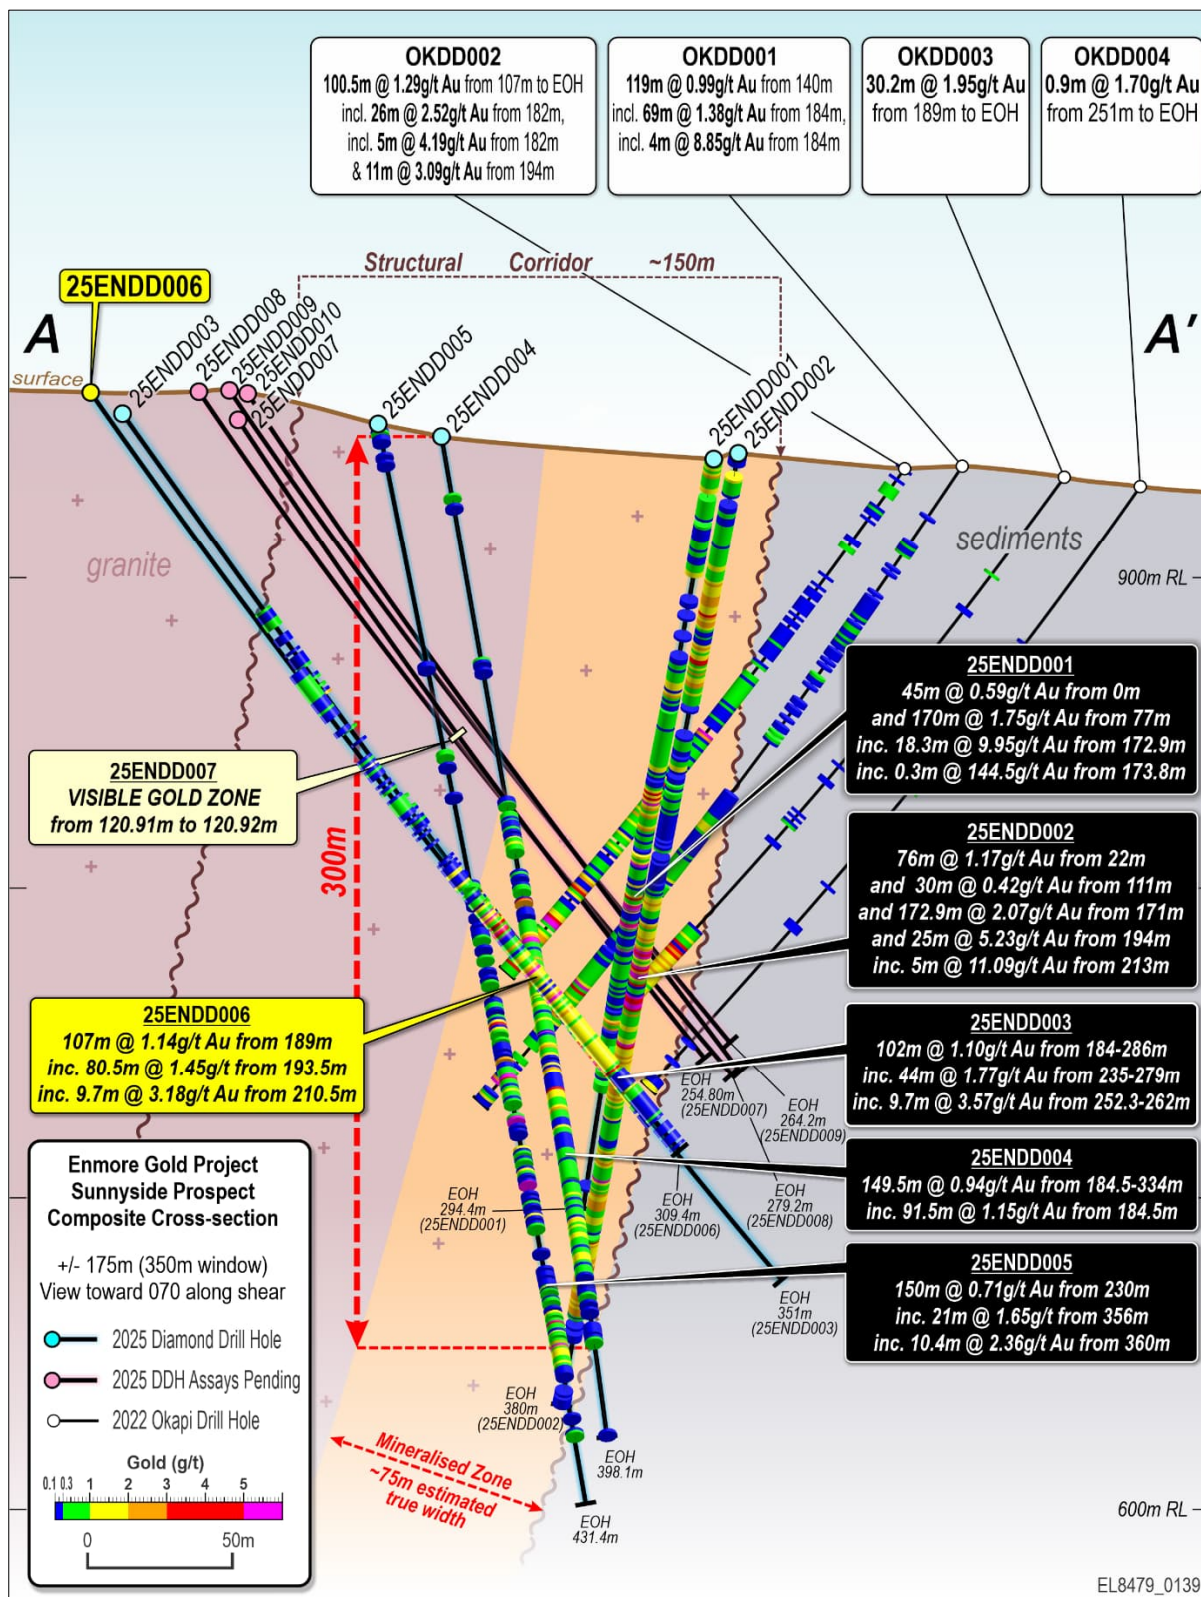 OKDD002
100.5m @ 1.29g/t Au from 107m to EOH
incl. 26m @ 2.52g/t Au from 182m,
incl. 5m @ 4.19g/t Au from 182m
& 11m @ 3.09g/t Au from 194m
OKDD001
119m @ 0.99g/t Au from 140m
incl. 69m @ 1.38g/t Au from 184m,
incl. 4m @ 8.85g/t Au from 184m
OKDD003
30.2m @ 1.95g/t Au
from 189m to EOH
OKDD004
0.9m @ 1.70g/t Au
from 251m to EOH
Structural Corridor ~150m
25ENDD006
A
A'
surface
25ENDD003
25ENDD008
25ENDD009
25ENDD010
25ENDD007
25ENDD005
25ENDD004
25ENDD001
25ENDD002
granite
sediments
900m RL
25ENDD001
45m @ 0.59g/t Au from 0m
and 170m @ 1.75g/t Au from 77m
inc. 18.3m @ 9.95g/t Au from 172.9m
inc. 0.3m @ 144.5g/t Au from 173.8m
25ENDD007
VISIBLE GOLD ZONE
from 120.91m to 120.92m
300m
25ENDD002
76m @ 1.17g/t Au from 22m
and 30m @ 0.42g/t Au from 111m
and 172.9m @ 2.07g/t Au from 171m
and 25m @ 5.23g/t Au from 194m
inc. 5m @ 11.09g/t Au from 213m
25ENDD006
107m @ 1.14g/t Au from 189m
inc. 80.5m @ 1.45g/t from 193.5m
inc. 9.7m @ 3.18g/t Au from 210.5m
25ENDD003
102m @ 1.10g/t Au from 184-286m
inc. 44m @ 1.77g/t Au from 235-279m
inc. 9.7m @ 3.57g/t Au from 252.3-262m
EOH
254.80m
(25ENDD007)
EOH
264.2m
(25ENDD009)
25ENDD004
149.5m @ 0.94g/t Au from 184.5-334m
inc. 91.5m @ 1.15g/t Au from 184.5m
EOH
294.4m
(25ENDD001)
EOH
309.4m
(25ENDD006)
EOH
279.2m
(25ENDD008)
25ENDD005
150m @ 0.71g/t Au from 230m
inc. 21m @ 1.65g/t from 356m
inc. 10.4m @ 2.36g/t Au from 360m
EOH
351m
(25ENDD003)
Enmore Gold Project
Sunnyside Prospect
Composite Cross-section
+/- 175m (350m window)
View toward 070 along shear
2025 Diamond Drill Hole
2025 DDH Assays Pending
2022 Okapi Drill Hole
Gold (g/t)
0.1 0.3 1 2 3 4 5
0 50m
EOH
380m
(25ENDD002)
Mineralised Zone
~75m estimated
true width
EOH
398.1m
EOH
431.4m
600m RL
EL8479_0139